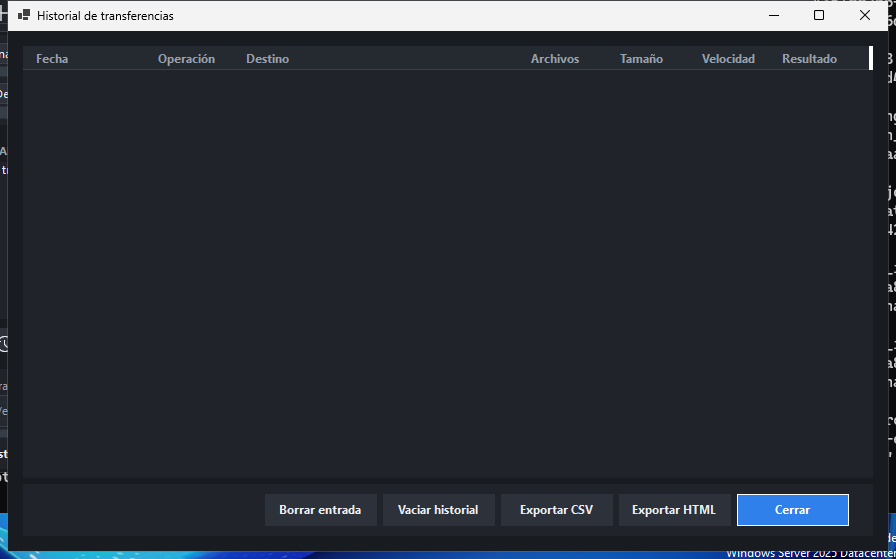 Historial de transferencias
Fecha Operación Destino Archivos Tamaño Velocidad Resultado
Borrar entrada Vaciar historial Exportar CSV Exportar HTML Cerrar
Windows Server 2025 Datacenter